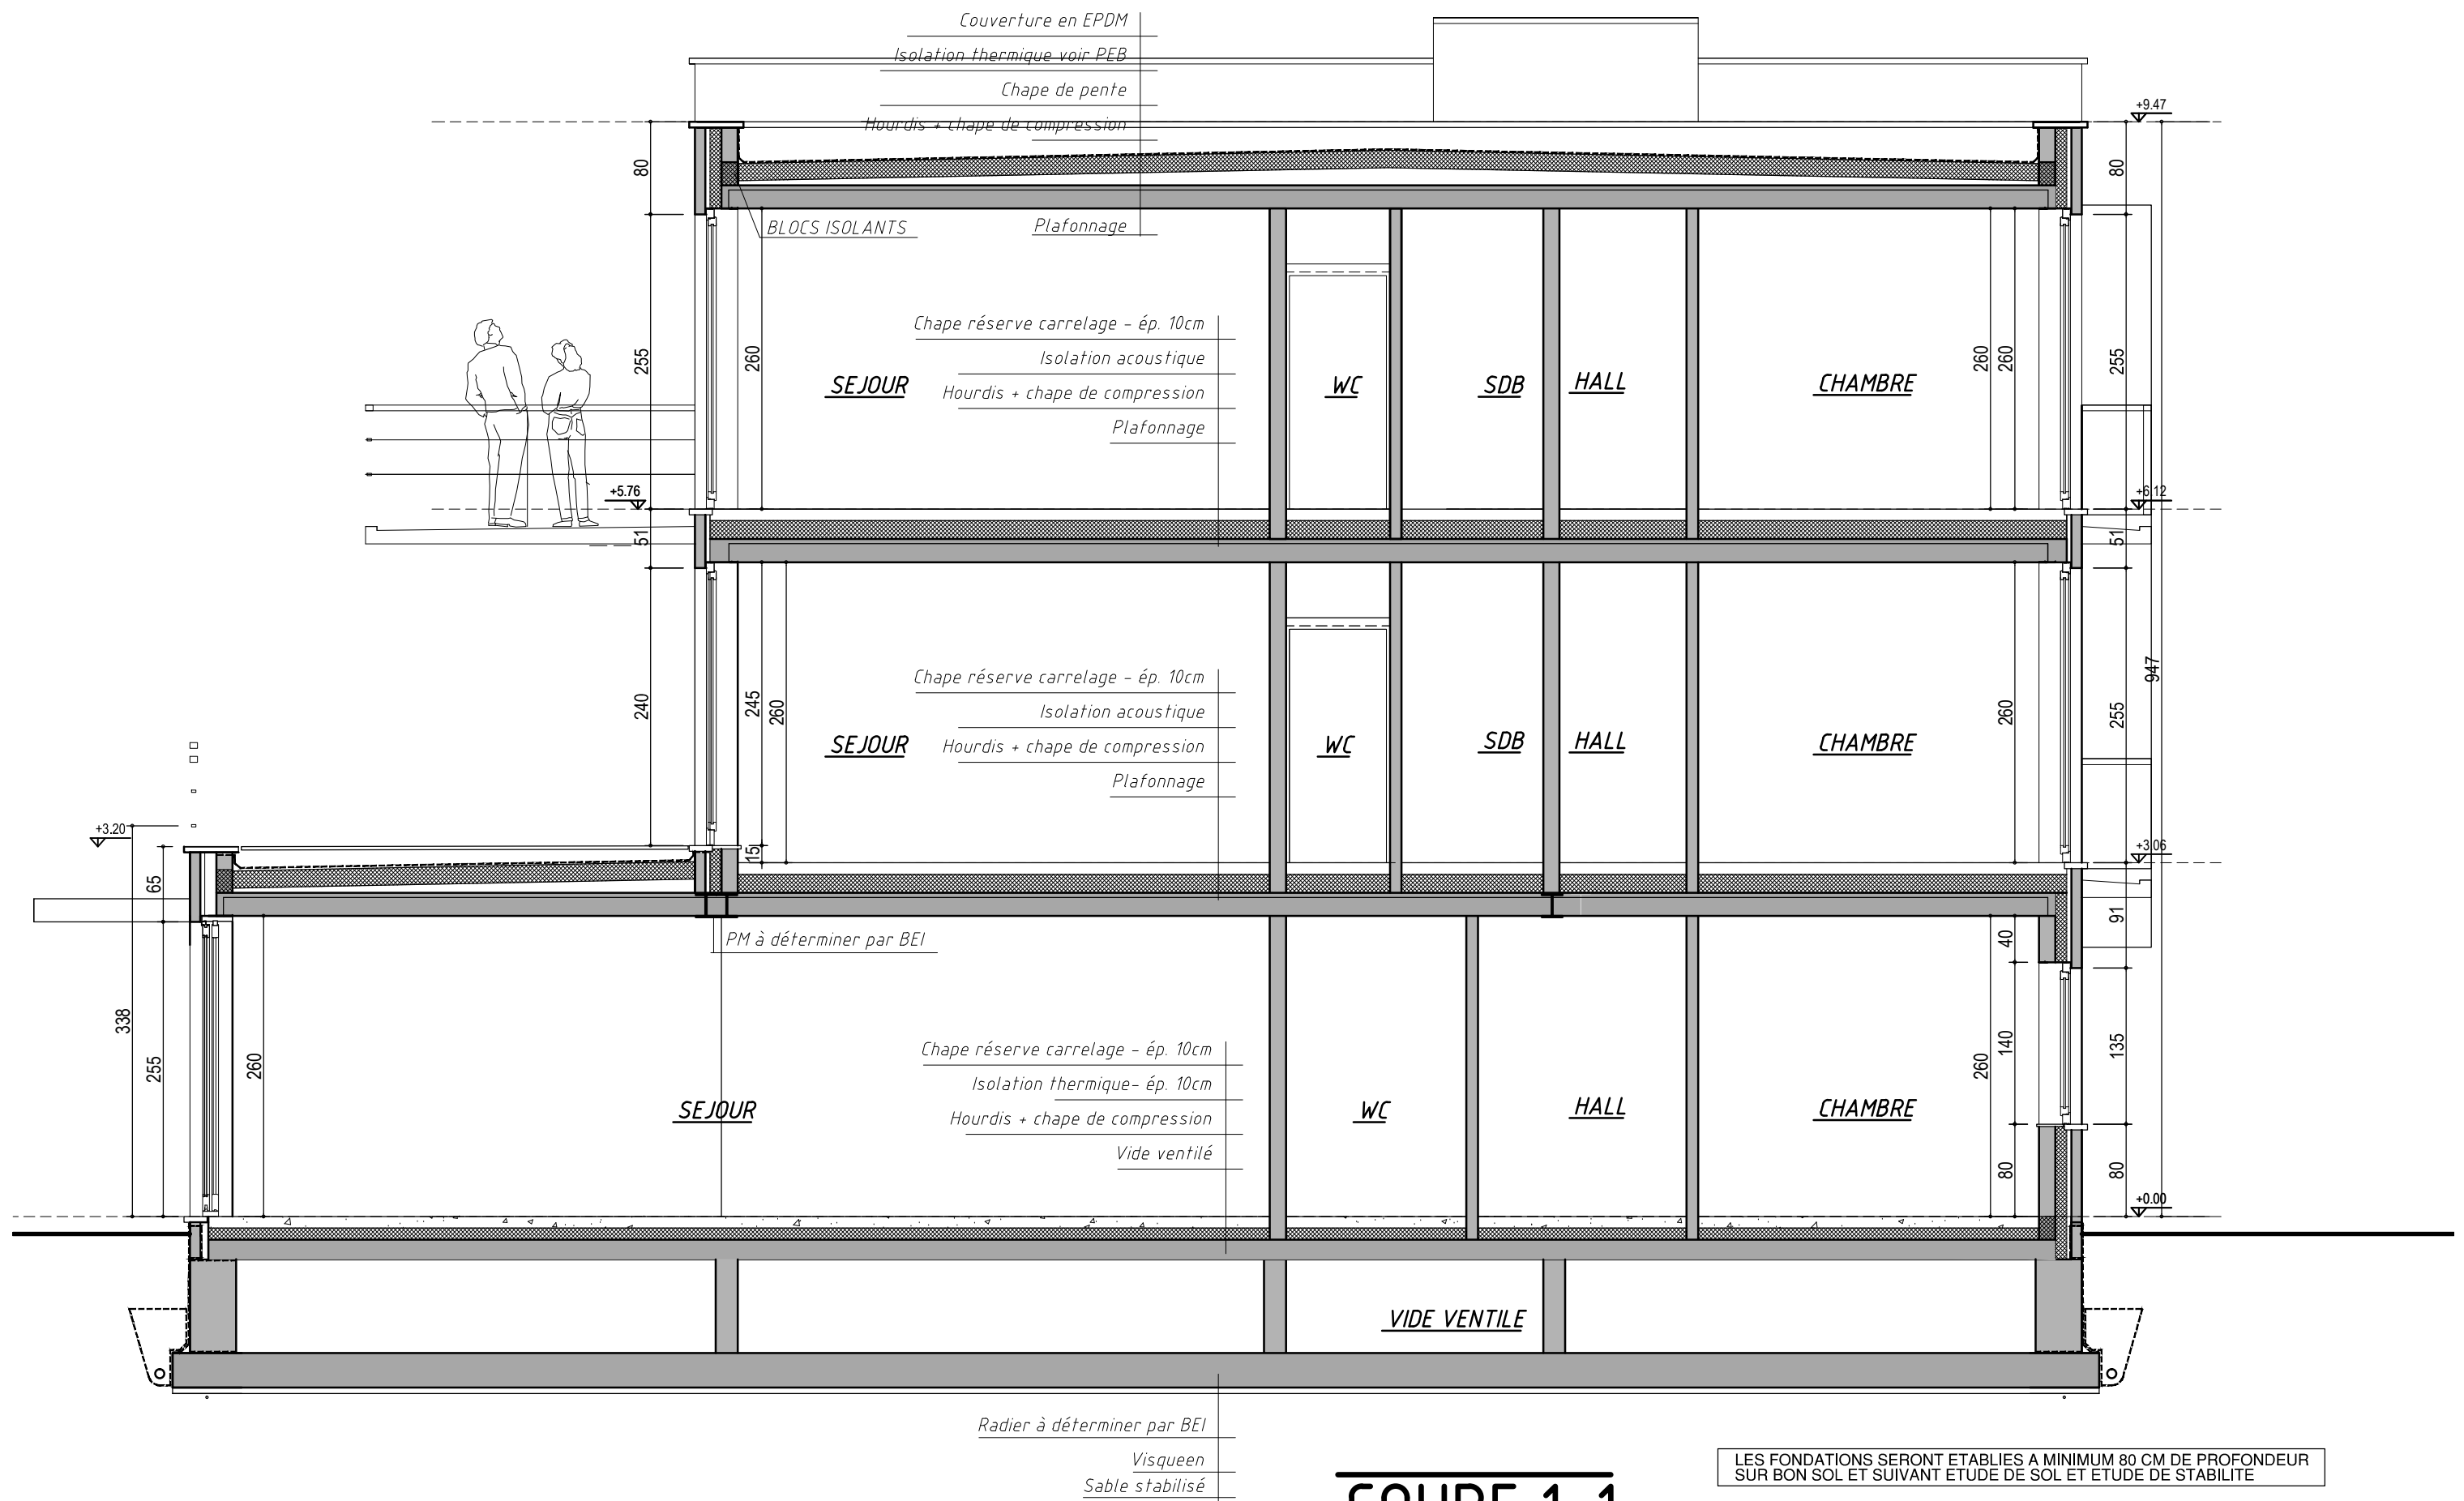 Couverture en EPDM
Isolation thermique voir PEB
Chape de pente
Hourdis + chape de compression
+9.47
80
80
BLOCS ISOLANTS
Plafonnage
Chape réserve carrelage - ép. 10cm
Isolation acoustique
Hourdis + chape de compression
Plafonnage
255
260
SEJOUR
WC
SDB
HALL
CHAMBRE
260
260
255
+5.76
+6.12
51
51
Chape réserve carrelage - ép. 10cm
Isolation acoustique
Hourdis + chape de compression
Plafonnage
240
245
260
SEJOUR
WC
SDB
HALL
CHAMBRE
260
255
947
+3.20
15
+3.06
65
91
40
PM à déterminer par BEI
338
255
260
Chape réserve carrelage - ép. 10cm
Isolation thermique- ép. 10cm
Hourdis + chape de compression
Vide ventilé
SEJOUR
WC
HALL
CHAMBRE
260
140
135
80
80
+0.00
VIDE VENTILE
Radier à déterminer par BEI
Visqueen
Sable stabilisé
COUPE 1-1
LES FONDATIONS SERONT ETABLIES A MINIMUM 80 CM DE PROFONDEUR
SUR BON SOL ET SUIVANT ETUDE DE SOL ET ETUDE DE STABILITE